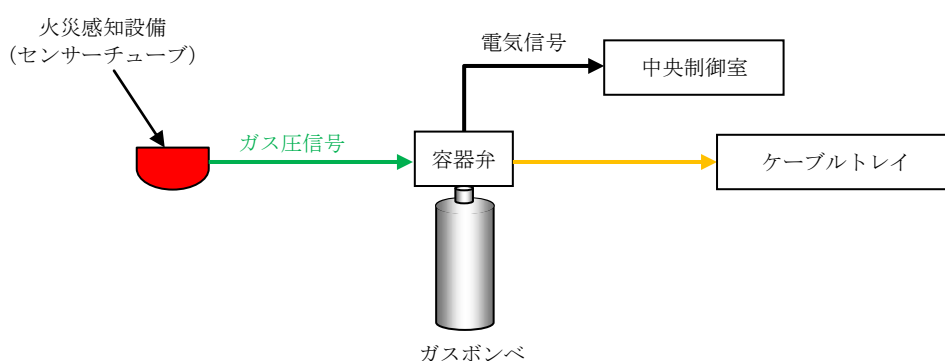 火災感知設備
(センサーチューブ)
電気信号
中央制御室
ガス圧信号
容器弁
ケーブルトレイ
ガスボンベ